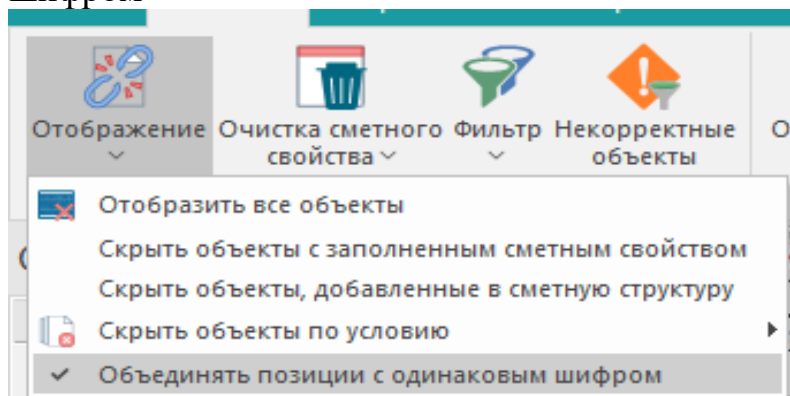 шифром
Отображение
Очистка сметного свойства
Фильтр
Некорректные объекты
О
Отобразить все объекты
Скрыть объекты с заполненным сметным свойством
Скрыть объекты, добавленные в сметную структуру
Скрыть объекты по условию
Объединять позиции с одинаковым шифром